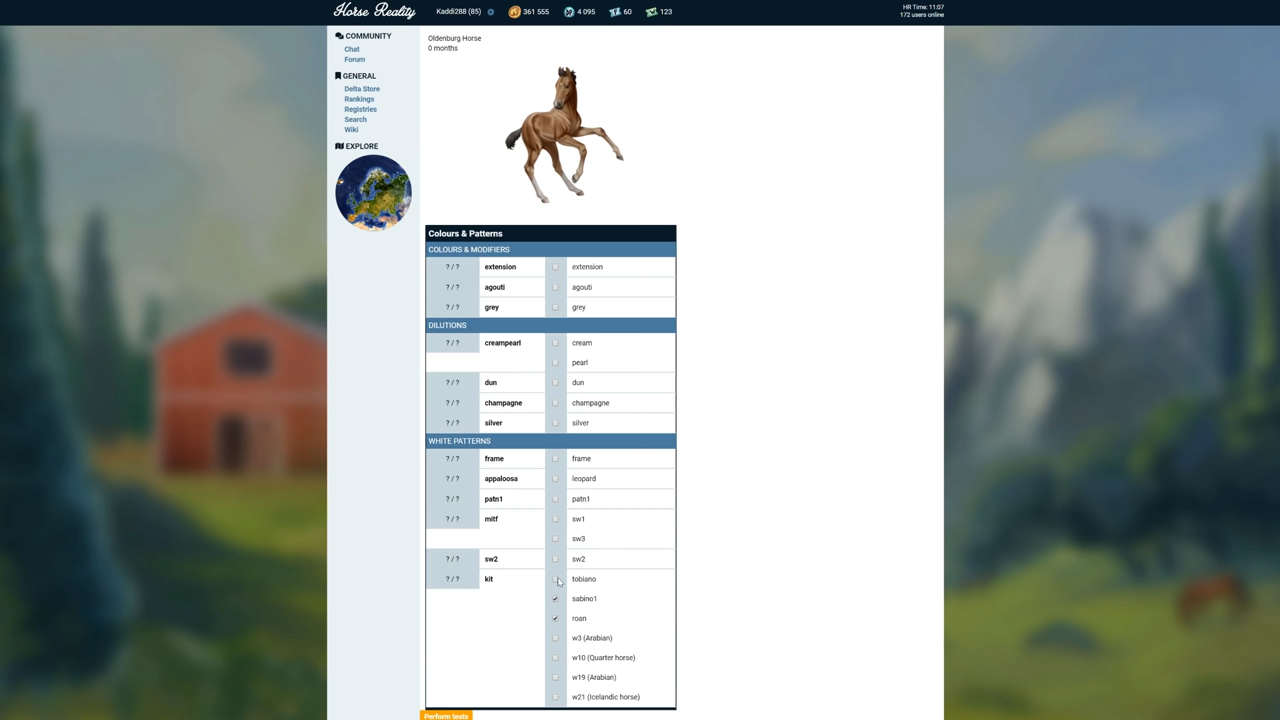 Horse Reality
Kaddi288 (85)
361 555
4 095
60
123
HR Time: 11:07
172 users online
COMMUNITY
Chat
Forum
GENERAL
Delta Store
Rankings
Registries
Search
Wiki
EXPLORE
Oldenburg Horse
0 months
Colours & Patterns
COLOURS & MODIFIERS
? / ? extension extension
? / ? agouti agouti
? / ? grey grey
DILUTIONS
? / ? creampearl cream
pearl
? / ? dun dun
? / ? champagne champagne
? / ? silver silver
WHITE PATTERNS
? / ? frame frame
? / ? appaloosa leopard
? / ? patn1 patn1
? / ? mitf sw1
sw3
? / ? sw2 sw2
? / ? kit tobiano
sabino1
roan
w3 (Arabian)
w10 (Quarter horse)
w19 (Arabian)
w21 (Icelandic horse)
Perform tests